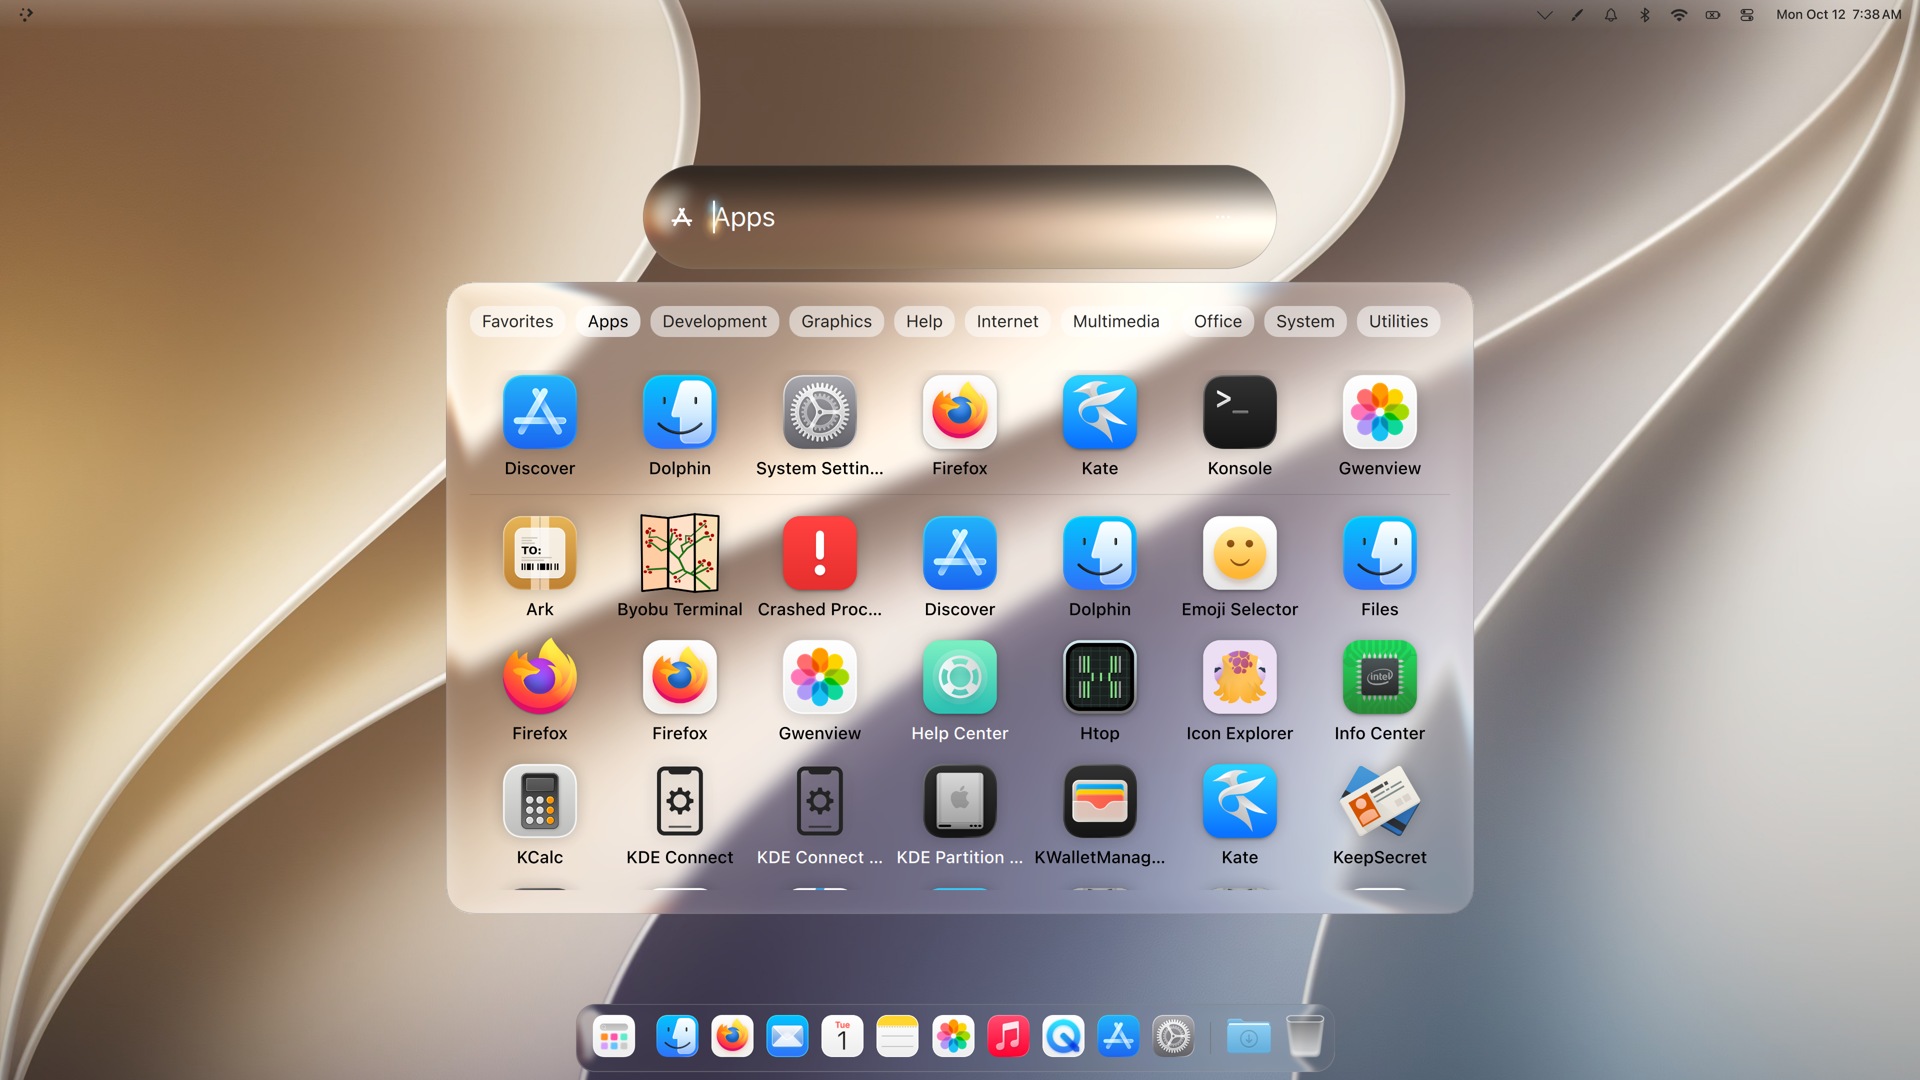 Mon Oct 12 7:38 AM
Apps
Favorites Apps Development Graphics Help Internet Multimedia Office System Utilities
Discover Dolphin System Settin... Firefox Kate Konsole Gwenview
TO:
Ark Byobu Terminal Crashed Proc... Discover Dolphin Emoji Selector Files
intel
Firefox Firefox Gwenview Help Center Htop Icon Explorer Info Center
KCalc KDE Connect KDE Connect ... KDE Partition ... KWalletManag... Kate KeepSecret
Tue
1